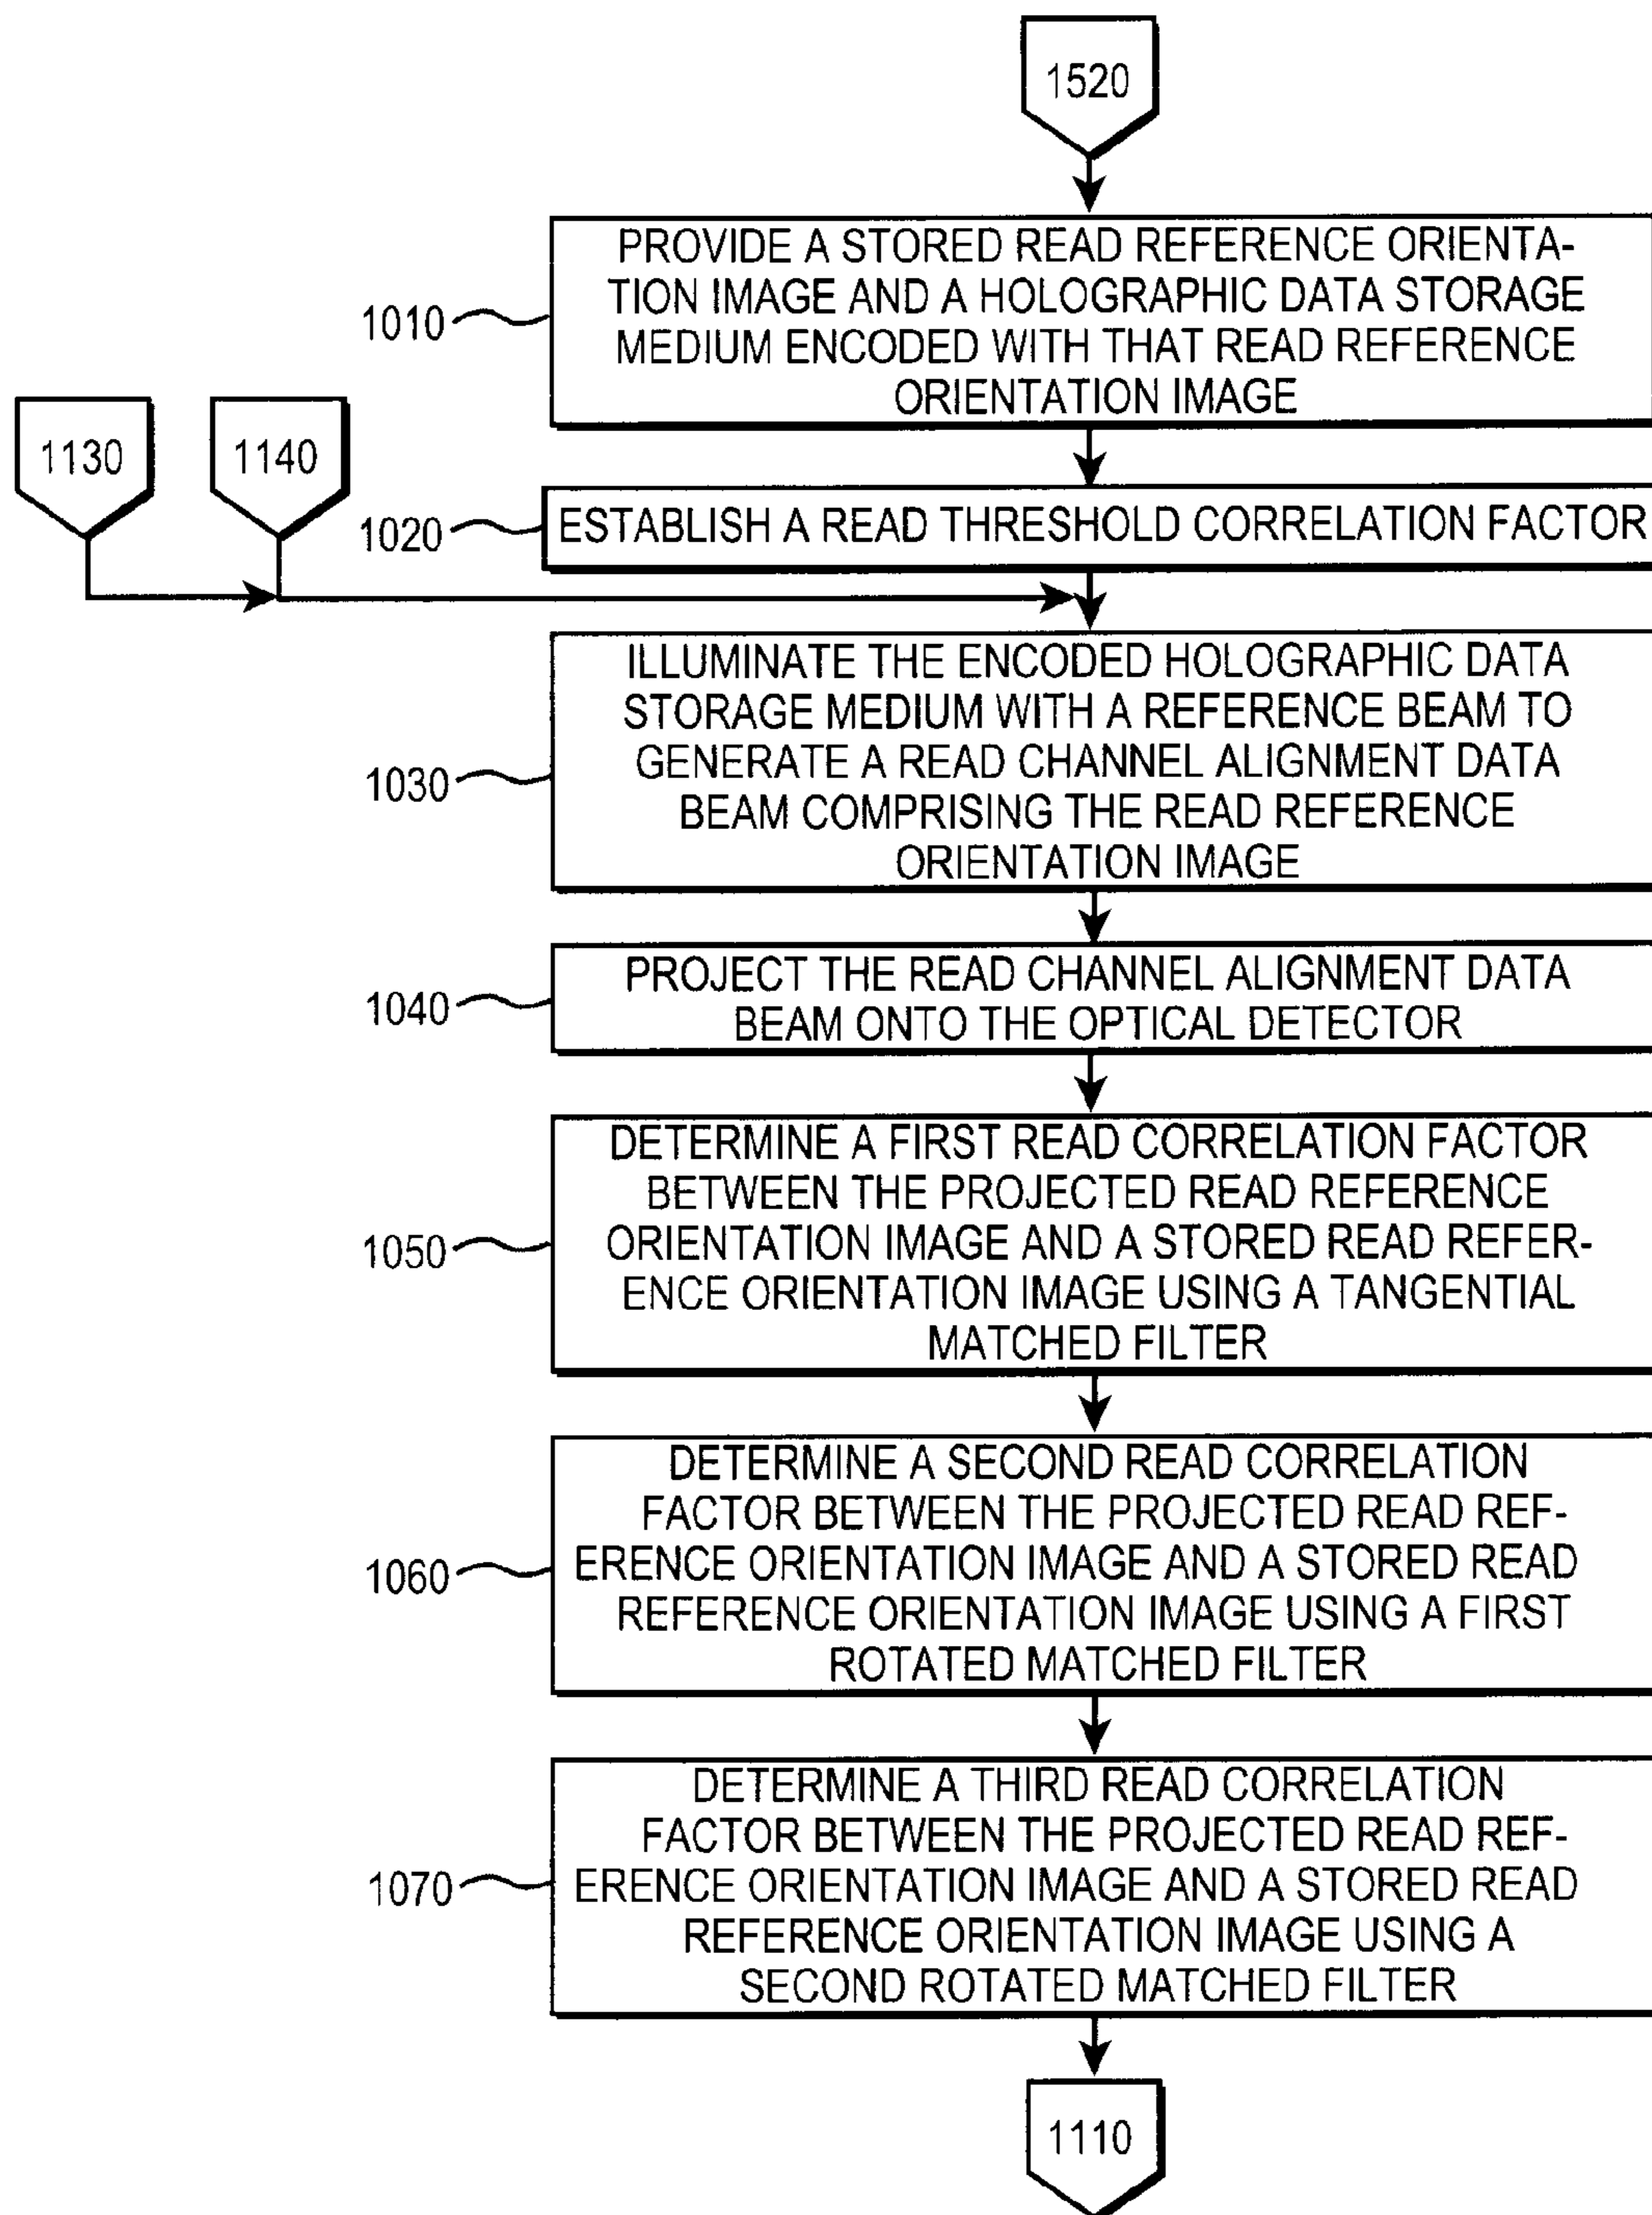 1520
PROVIDE A STORED READ REFERENCE ORIENTA-
TION IMAGE AND A HOLOGRAPHIC DATA STORAGE
MEDIUM ENCODED WITH THAT READ REFERENCE
ORIENTATION IMAGE
1010
1130
1140
1020
ESTABLISH A READ THRESHOLD CORRELATION FACTOR
ILLUMINATE THE ENCODED HOLOGRAPHIC DATA
STORAGE MEDIUM WITH A REFERENCE BEAM TO
GENERATE A READ CHANNEL ALIGNMENT DATA
BEAM COMPRISING THE READ REFERENCE
ORIENTATION IMAGE
1030
PROJECT THE READ CHANNEL ALIGNMENT DATA
BEAM ONTO THE OPTICAL DETECTOR
1040
DETERMINE A FIRST READ CORRELATION FACTOR
BETWEEN THE PROJECTED READ REFERENCE
ORIENTATION IMAGE AND A STORED READ REFER-
ENCE ORIENTATION IMAGE USING A TANGENTIAL
MATCHED FILTER
1050
DETERMINE A SECOND READ CORRELATION
FACTOR BETWEEN THE PROJECTED READ REF-
ERENCE ORIENTATION IMAGE AND A STORED READ
REFERENCE ORIENTATION IMAGE USING A FIRST
ROTATED MATCHED FILTER
1060
DETERMINE A THIRD READ CORRELATION
FACTOR BETWEEN THE PROJECTED READ REF-
ERENCE ORIENTATION IMAGE AND A STORED READ
REFERENCE ORIENTATION IMAGE USING A
SECOND ROTATED MATCHED FILTER
1070
1110